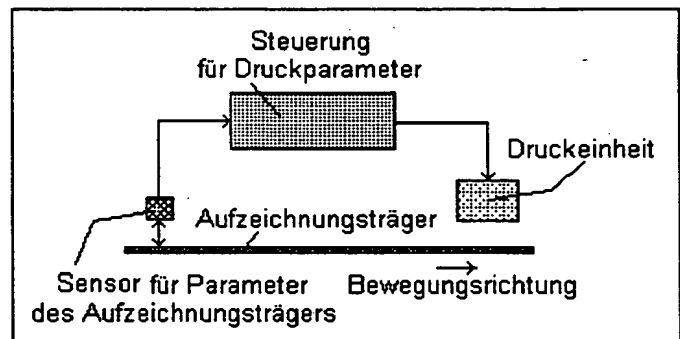 Steuerung
für Druckparameter
Druckeinheit
Aufzeichnungsträger
Sensor für Parameter
des Aufzeichnungsträgers
Bewegungsrichtung